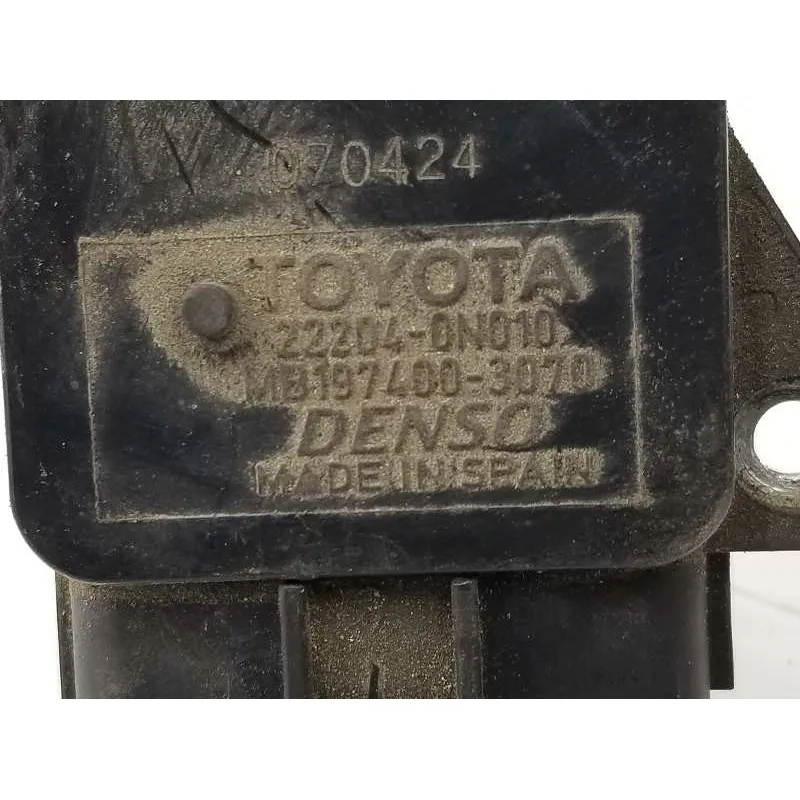 070424
TOYOTA
22204-0N010
MB197400-3070
DENSO
MADE IN SPAIN